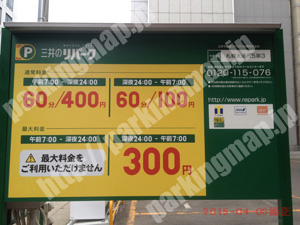 P 三井のリパーク
通常料金
午前7:00 - 深夜24:00 深夜24:00 - 午前7:00
60分/400円 60分/100円
最大料金
午前7:00 - 深夜24:00 深夜24:00 - 午前7:00
最大料金を
ご利用いただけません
300円
0120-115-076
http://www.repark.jp
parkingmap.jp